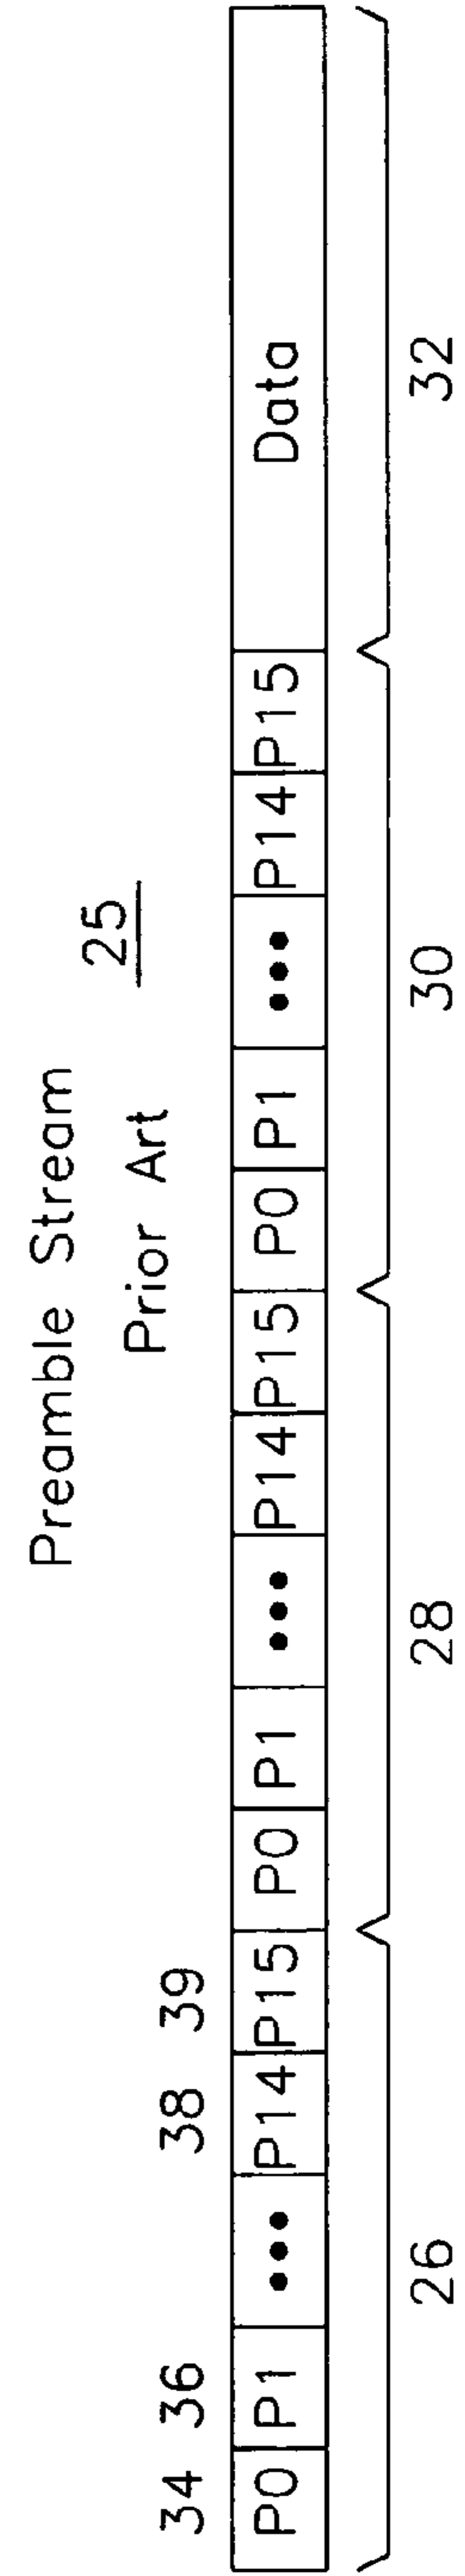 Preamble Stream
Prior Art 25
34 36 38 39
P0 P1 ••• P14 P15 P0 P1 ••• P14 P15 P0 P1 ••• P14 P15 Data
26 28 30 32